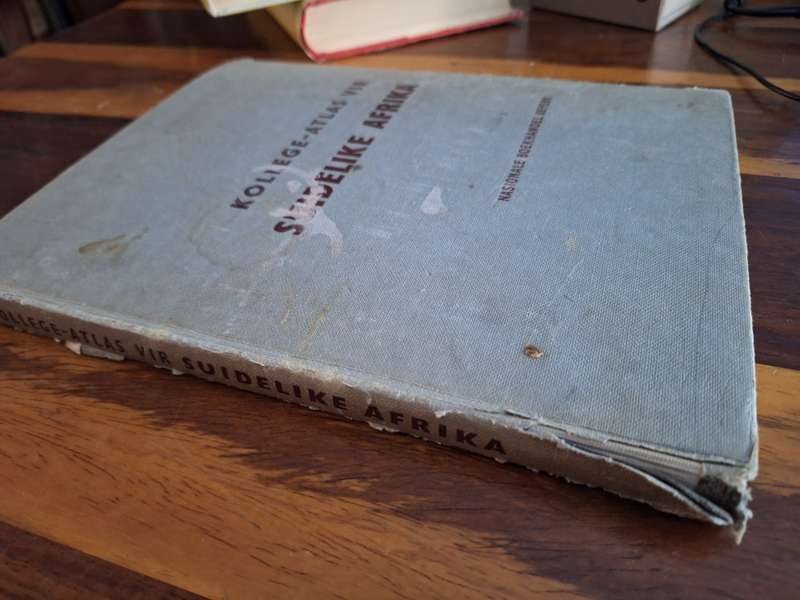 KOLLEGE-ATLAS VIR
SUIDELIKE AFRIKA
NASIONALE BOEKHANDEL BEPERK
KOLLEGE-ATLAS VIR SUIDELIKE AFRIKA